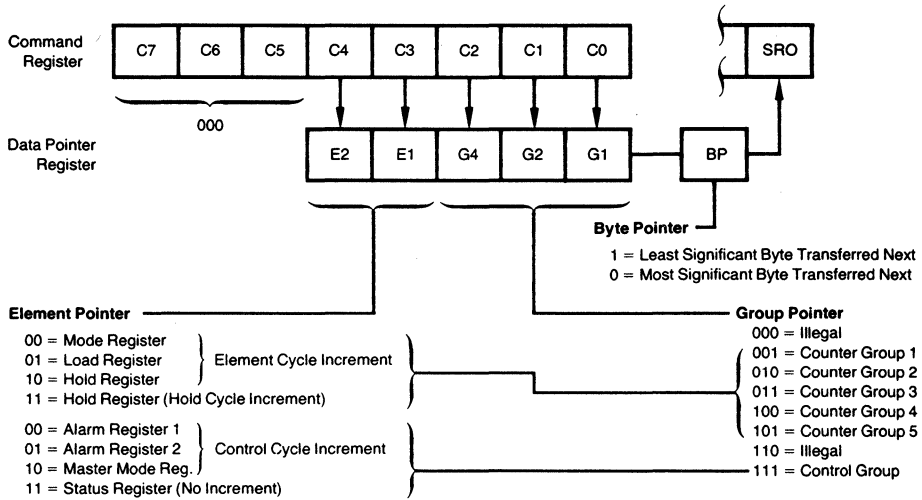 Command
Register
C7 C6 C5 C4 C3 C2 C1 C0
SRO
000
Data Pointer
Register
E2 E1 G4 G2 G1
BP
Byte Pointer
1 = Least Significant Byte Transferred Next
0 = Most Significant Byte Transferred Next
Element Pointer
00 = Mode Register
01 = Load Register
10 = Hold Register
Element Cycle Increment
11 = Hold Register (Hold Cycle Increment)
00 = Alarm Register 1
01 = Alarm Register 2
10 = Master Mode Reg.
Control Cycle Increment
11 = Status Register (No Increment)
Group Pointer
000 = Illegal
001 = Counter Group 1
010 = Counter Group 2
011 = Counter Group 3
100 = Counter Group 4
101 = Counter Group 5
110 = Illegal
111 = Control Group